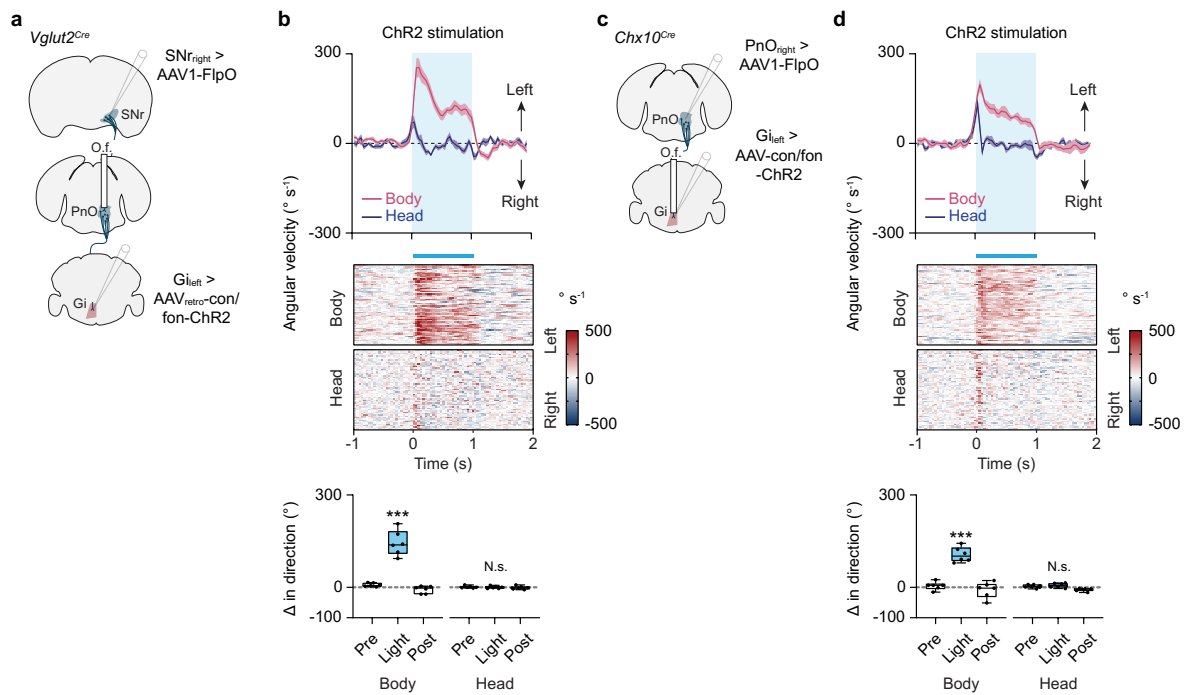 a
Vglut2Cre
SNrright >
AAV1-FlpO
SNr
O.f.
PnO
Gi
Gileft >
AAVretro-con/
fon-ChR2
b
ChR2 stimulation
300
0
-300
Left
Right
Body
Head
Angular velocity (° s-1)
Body
Head
-1 0 1 2
Time (s)
° s-1
500
0
-500
Left
Right
300
0
-100
Δ in direction (°)
***
N.s.
Pre Light Post Pre Light Post
Body Head
c
Chx10Cre
PnOright >
AAV1-FlpO
PnO
O.f.
Gileft >
AAV-con/fon
-ChR2
Gi
d
ChR2 stimulation
300
0
-300
Left
Right
Body
Head
Angular velocity (° s-1)
Body
Head
-1 0 1 2
Time (s)
° s-1
500
0
-500
Left
Right
300
0
-100
Δ in direction (°)
***
N.s.
Pre Light Post Pre Light Post
Body Head